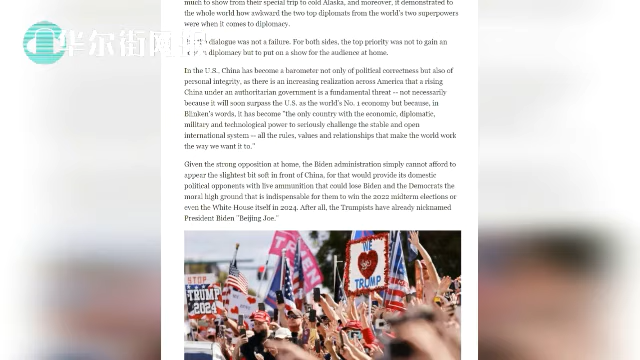 much to show from their special trip to cold Alaska, and moreover, it demonstrated to
the whole world how awkward the two top diplomats from the world's two superpowers
were when it comes to diplomacy.
dialogue was not a failure. For both sides, the top priority was not to gain an
diplomacy but to put on a show for the audience at home.
In the U.S., China has become a barometer not only of political correctness but also of
personal integrity, as there is an increasing realization across America that a rising
China under an authoritarian government is a fundamental threat -- not necessarily
because it will soon surpass the U.S. as the world's No. 1 economy but because, in
Blinken's words, it has become "the only country with the economic, diplomatic,
military and technological power to seriously challenge the stable and open
international system -- all the rules, values and relationships that make the world work
the way we want it to."
Given the strong opposition at home, the Biden administration simply cannot afford to
appear the slightest bit soft in front of China, for that would provide its domestic
political opponents with live ammunition that could lose Biden and the Democrats the
moral high ground that is indispensable for them to win the 2022 midterm elections or
even the White House itself in 2024. After all, the Trumpists have already nicknamed
President Biden "Beijing Joe."
华尔街网
WE
TRUMP
STOP
TRUMP
2024